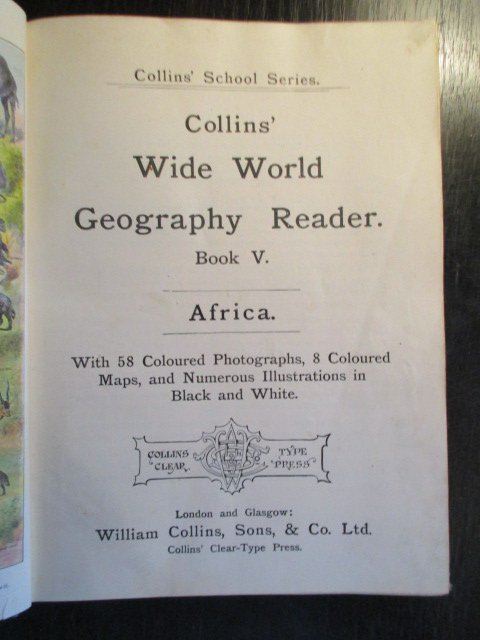 Collins' School Series.
Collins'
Wide World
Geography Reader.
Book V.
Africa.
With 58 Coloured Photographs, 8 Coloured
Maps, and Numerous Illustrations in
Black and White.
COLLINS TYPE
CLEAR PRESS
London and Glasgow:
William Collins, Sons, & Co. Ltd.
Collins' Clear-Type Press.